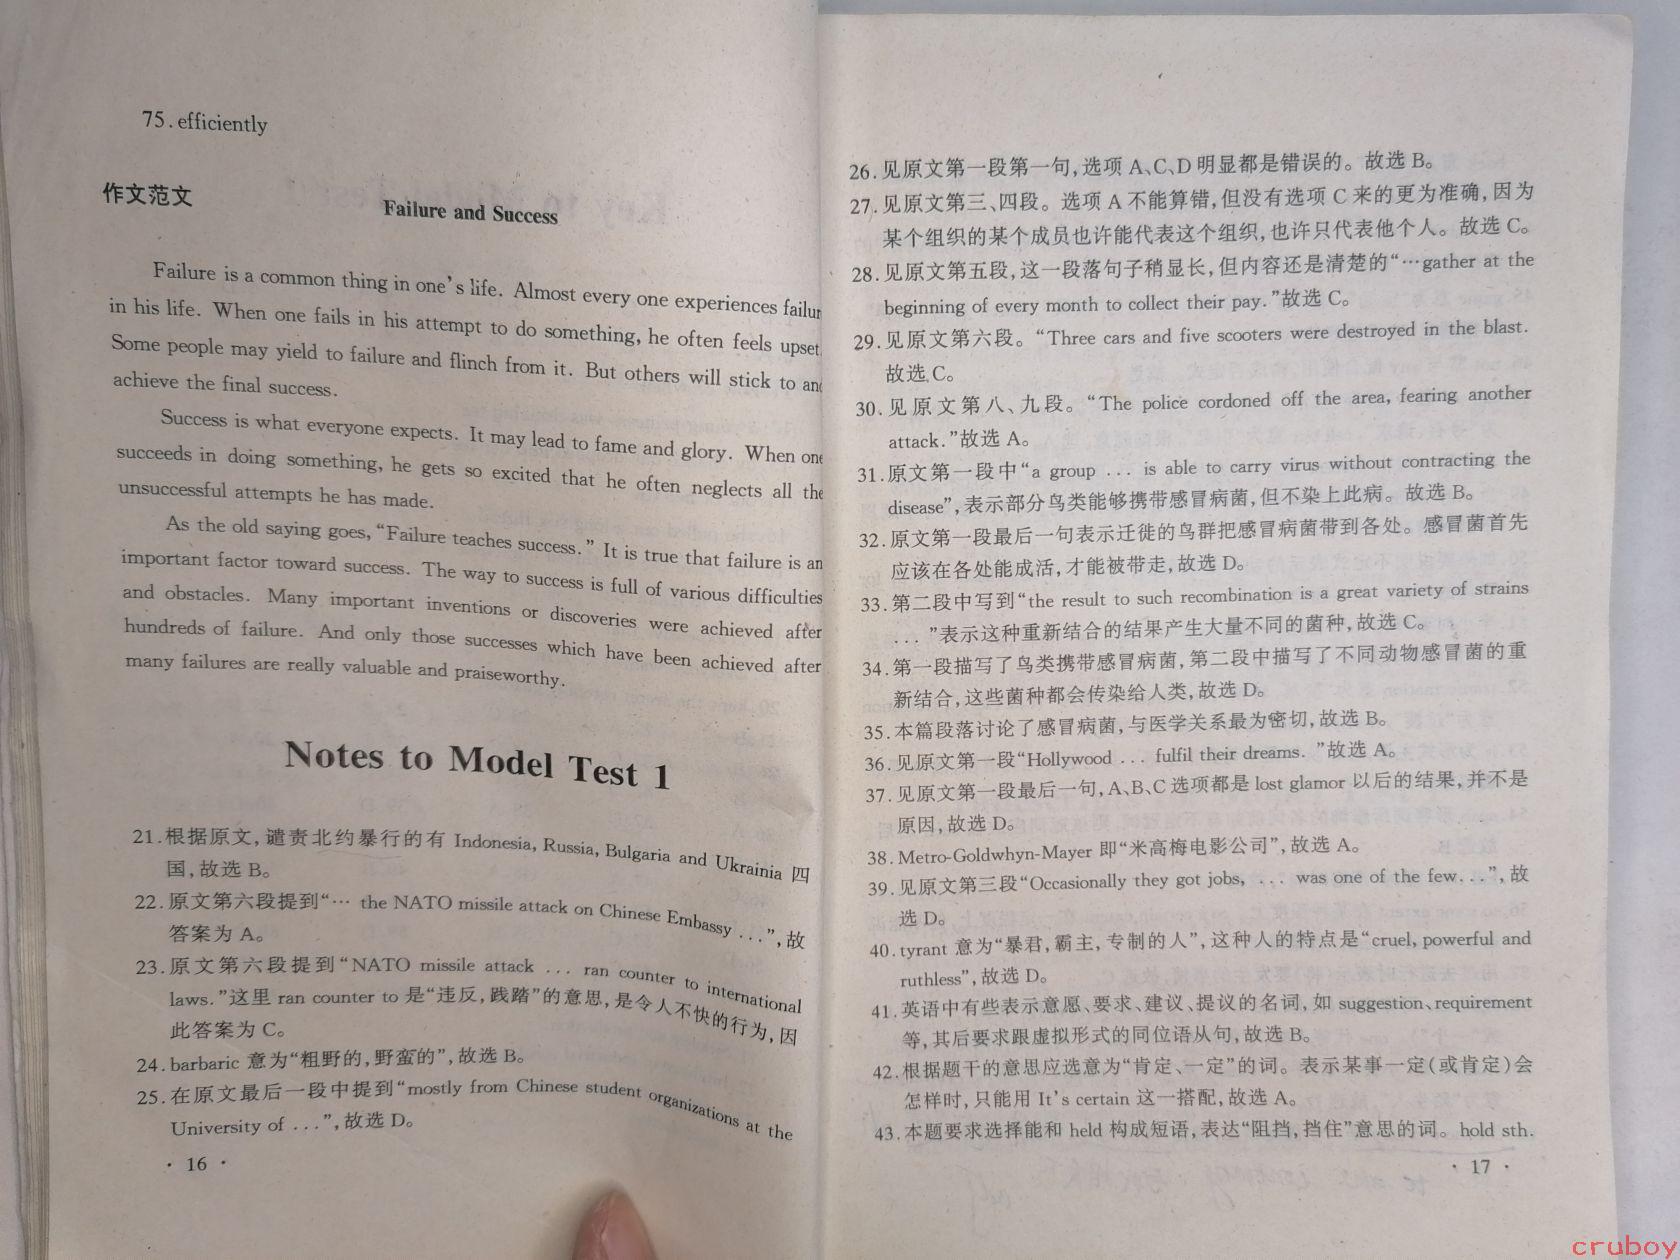 75.efficiently
作文范文
Failure and Success
Failure is a common thing in one's life. Almost every one experiences failur
in his life. When one fails in his attempt to do something, he often feels upset
Some people may yield to failure and flinch from it. But others will stick to and
achieve the final success.
Success is what everyone expects. It may lead to fame and glory. When one
succeeds in doing something, he gets so excited that he often neglects all the
unsuccessful attempts he has made.
As the old saying goes, "Failure teaches success." It is true that failure is an
important factor toward success. The way to success is full of various difficulties
and obstacles. Many important inventions or discoveries were achieved after
hundreds of failure. And only those successes which have been achieved after
many failures are really valuable and praiseworthy.
Notes to Model Test 1
21.根据原文,谴责北约暴行的有 Indonesia, Russia, Bulgaria and Ukrainia 四
国,故选 B。
22.原文第六段提到"… the NATO missile attack on Chinese Embassy ...",故
答案为 A。
23.原文第六段提到"NATO missile attack ... ran counter to international
laws."这里 ran counter to 是"违反,践踏"的意思,是令人不快的行为,因
此答案为 C。
24.barbaric 意为"粗野的,野蛮的",故选 B。
25.在原文最后一段中提到"mostly from Chinese student organizations at the
University of ...",故选 D。
· 16 ·
26.见原文第一段第一句,选项 A、C、D 明显都是错误的。故选 B。
27.见原文第三、四段。选项 A 不能算错,但没有选项 C 来的更为准确,因为
某个组织的某个成员也许能代表这个组织,也许只代表他个人。故选 C。
28.见原文第五段,这一段落句子稍显长,但内容还是清楚的"…gather at the
beginning of every month to collect their pay."故选 C。
29.见原文第六段。"Three cars and five scooters were destroyed in the blast.
故选 C。
30.见原文第八、九段。"The police cordoned off the area, fearing another
attack."故选 A。
31.原文第一段中"a group ... is able to carry virus without contracting the
disease",表示部分鸟类能够携带感冒病菌,但不染上此病。故选 B。
32.原文第一段最后一句表示迁徙的鸟群把感冒病菌带到各处。感冒菌首先
应该在各处能成活,才能被带走,故选 D。
33.第二段中写到"the result to such recombination is a great variety of strains
..."表示这种重新结合的结果产生大量不同的菌种,故选 C。
34.第一段描写了鸟类携带感冒病菌,第二段中描写了不同动物感冒菌的重
新结合,这些菌种都会传染给人类,故选 D。
35.本篇段落讨论了感冒病菌,与医学关系最为密切,故选 B。
36.见原文第一段"Hollywood ... fulfil their dreams. "故选 A。
37.见原文第一段最后一句,A、B、C 选项都是 lost glamor 以后的结果,并不是
原因,故选 D。
38.Metro-Goldwhyn-Mayer 即"米高梅电影公司",故选 A。
39.见原文第三段"Occasionally they got jobs, ... was one of the few...",故
选 D。
40.tyrant 意为"暴君,霸主,专制的人",这种人的特点是"cruel, powerful and
ruthless",故选 D。
41.英语中有些表示意愿、要求、建议、提议的名词,如 suggestion、requirement
等,其后要求跟虚拟形式的同位语从句,故选 B。
42.根据题干的意思应选意为"肯定、一定"的词。表示某事一定(或肯定)会
怎样时,只能用 It's certain 这一搭配,故选 A。
43.本题要求选择能和 held 构成短语,表达"阻挡,挡住"意思的词。hold sth.
· 17 ·
cruboy